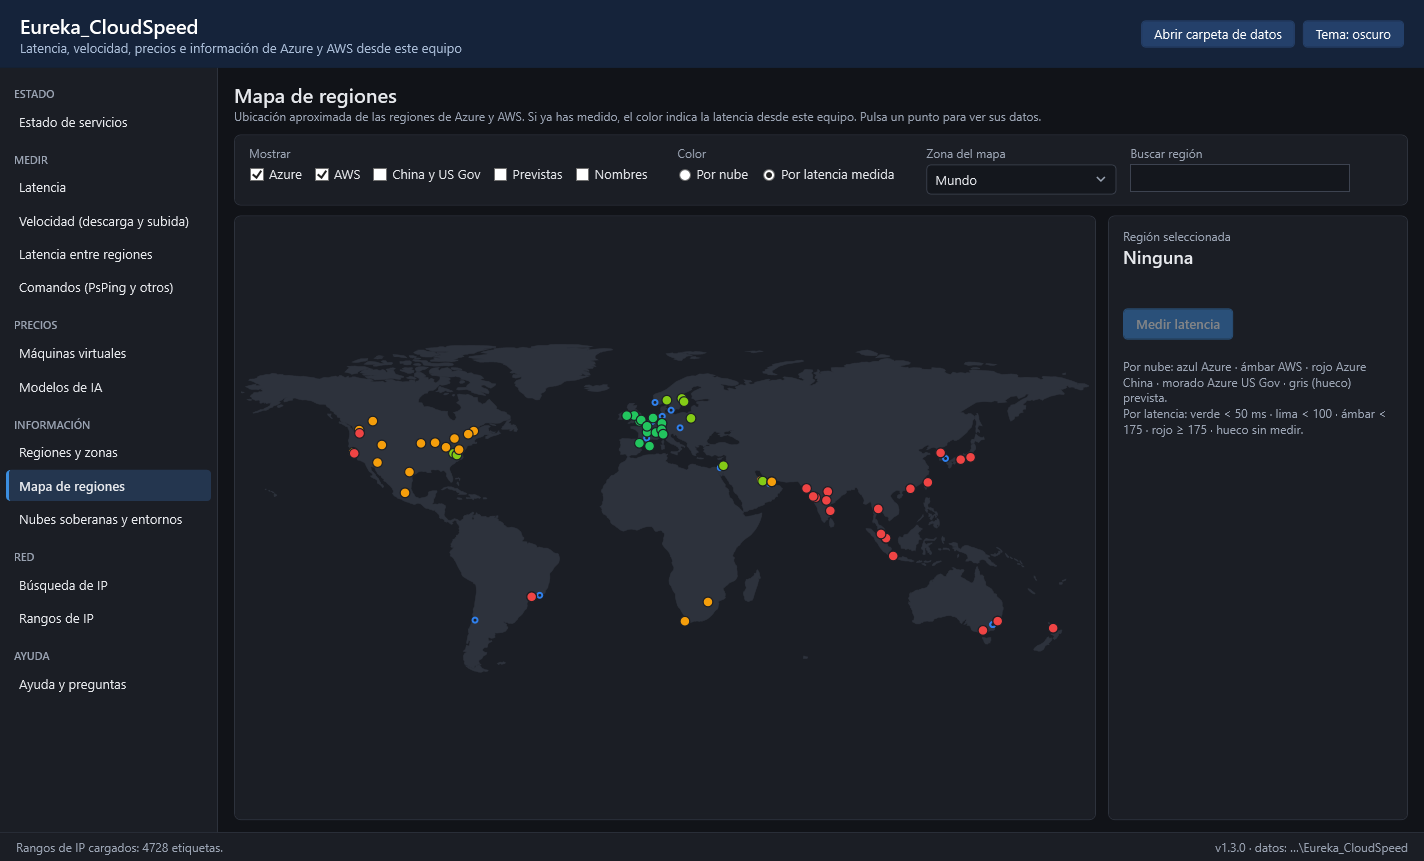 Eureka_CloudSpeed
Latencia, velocidad, precios e información de Azure y AWS desde este equipo
Abrir carpeta de datos
Tema: oscuro
ESTADO
Estado de servicios
MEDIR
Latencia
Velocidad (descarga y subida)
Latencia entre regiones
Comandos (PsPing y otros)
PRECIOS
Máquinas virtuales
Modelos de IA
INFORMACIÓN
Regiones y zonas
Mapa de regiones
Nubes soberanas y entornos
RED
Búsqueda de IP
Rangos de IP
AYUDA
Ayuda y preguntas
Mapa de regiones
Ubicación aproximada de las regiones de Azure y AWS. Si ya has medido, el color indica la latencia desde este equipo. Pulsa un punto para ver sus datos.
Mostrar
Azure
AWS
China y US Gov
Previstas
Nombres
Color
Por nube
Por latencia medida
Zona del mapa
Mundo
Buscar región
Región seleccionada
Ninguna
Medir latencia
Por nube: azul Azure · ámbar AWS · rojo Azure
China · morado Azure US Gov · gris (hueco)
prevista.
Por latencia: verde < 50 ms · lima < 100 · ámbar <
175 · rojo ≥ 175 · hueco sin medir.
Rangos de IP cargados: 4728 etiquetas.
v1.3.0 · datos: ...\Eureka_CloudSpeed